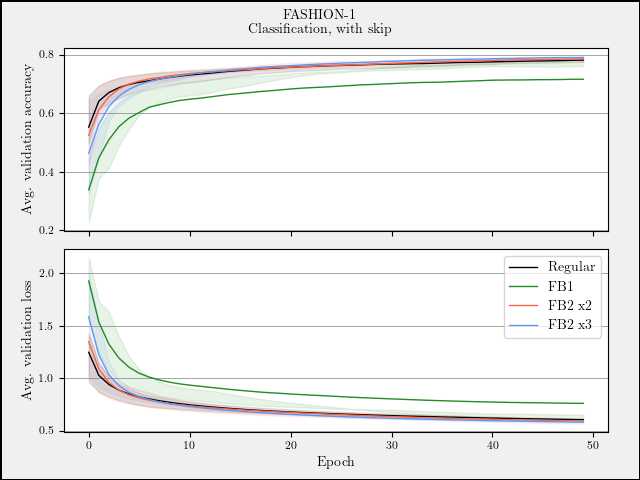 FASHION-1
Classification, with skip
Avg. validation accuracy
0.8
0.6
0.4
0.2
Avg. validation loss
2.0
1.5
1.0
0.5
Regular
FB1
FB2 x2
FB2 x3
0 10 20 30 40 50
Epoch